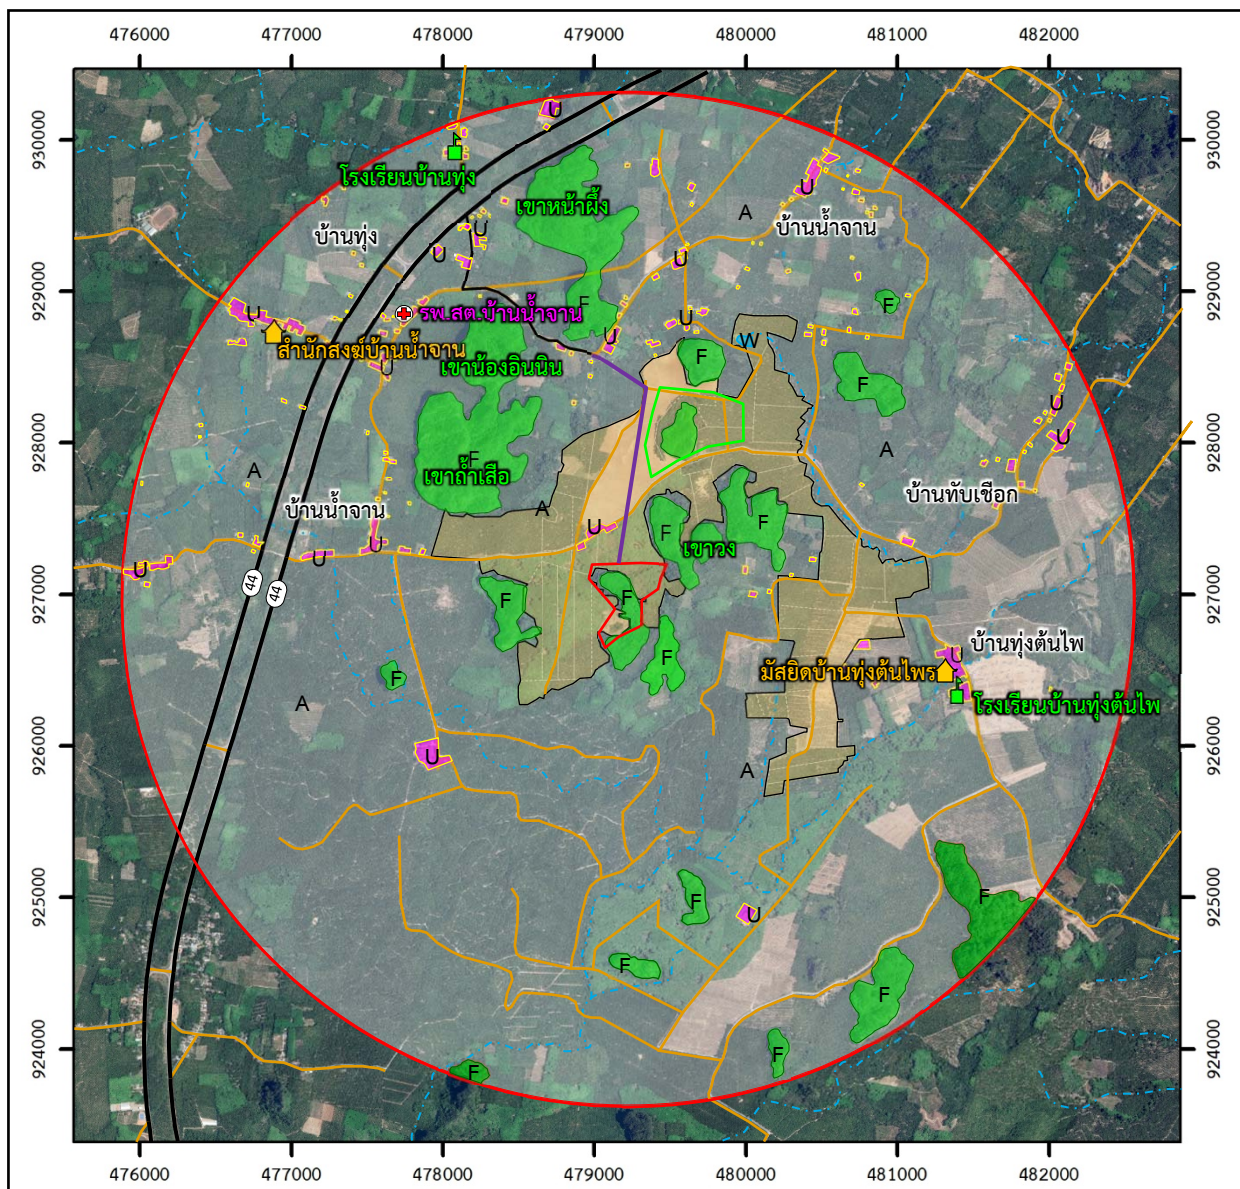 476000 477000 478000 479000 480000 481000 482000
930000
930000
U
โรงเรียนบ้านทุ่ง
U
เขาหน้าผึ้ง
A
บ้านทุ่ง
U
บ้านน้ำจาน
U
U
929000
929000
F
F
U
รพ.สต.บ้านน้ำจาน
U
สำนักสงฆ์บ้านน้ำจาน
U
W
F
U
เขาน้องอินนิน
F
U
928000
928000
U
F
A
A
เขาถ้ำเสือ
บ้านทับเชือก
บ้านน้ำจาน
A
U
F
F
เขาวง
U
U
U
927000
927000
44
44
F
F
บ้านทุ่งต้นไพ
U
F
มัสยิดบ้านทุ่งต้นไพร
F
A
โรงเรียนบ้านทุ่งต้นไพ
926000
926000
U
A
925000
925000
F
F
U
F
F
924000
924000
F
F
476000 477000 478000 479000 480000 481000 482000